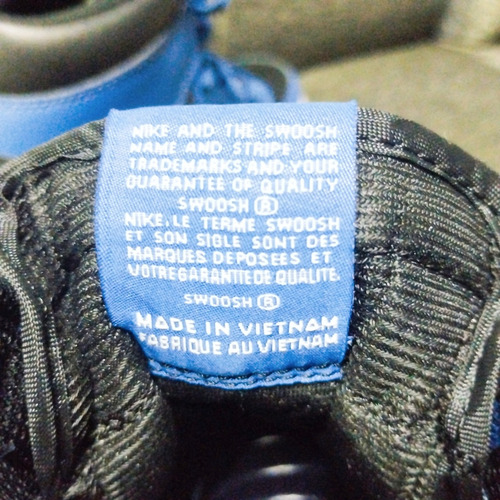 NIKE AND THE SWOOSH
NAME AND STRIPE ARE
TRADEMARKS AND YOUR
GUARANTEE OF QUALITY
SWOOSH ®
NIKE, LE TERME SWOOSH
ET SON SIGLE SONT DES
MARQUES DEPOSEES ET
VOTRE GARANTIE DE QUALITE.
SWOOSH ®
MADE IN VIETNAM
FABRIQUE AU VIETNAM